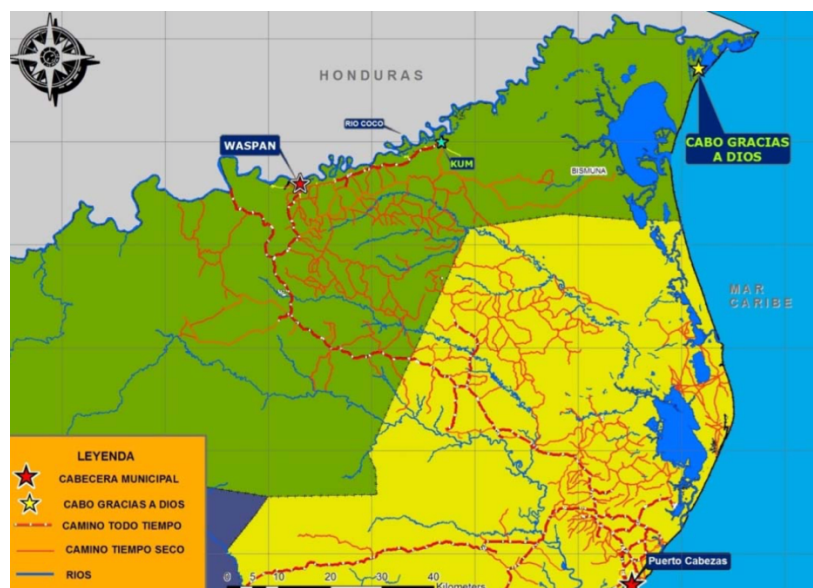 HONDURAS
RIO COCO
WASPAN
KUM
CABO GRACIAS
A DIOS
BISMUNA
MAR
CARIBE
LEYENDA
CABECERA MUNICIPAL
CABO GRACIAS A DIOS
CAMINO TODO TIEMPO
CAMINO TIEMPO SECO
RIOS
Puerto Cabezas
0 5 10 20 30 40
Kilometers